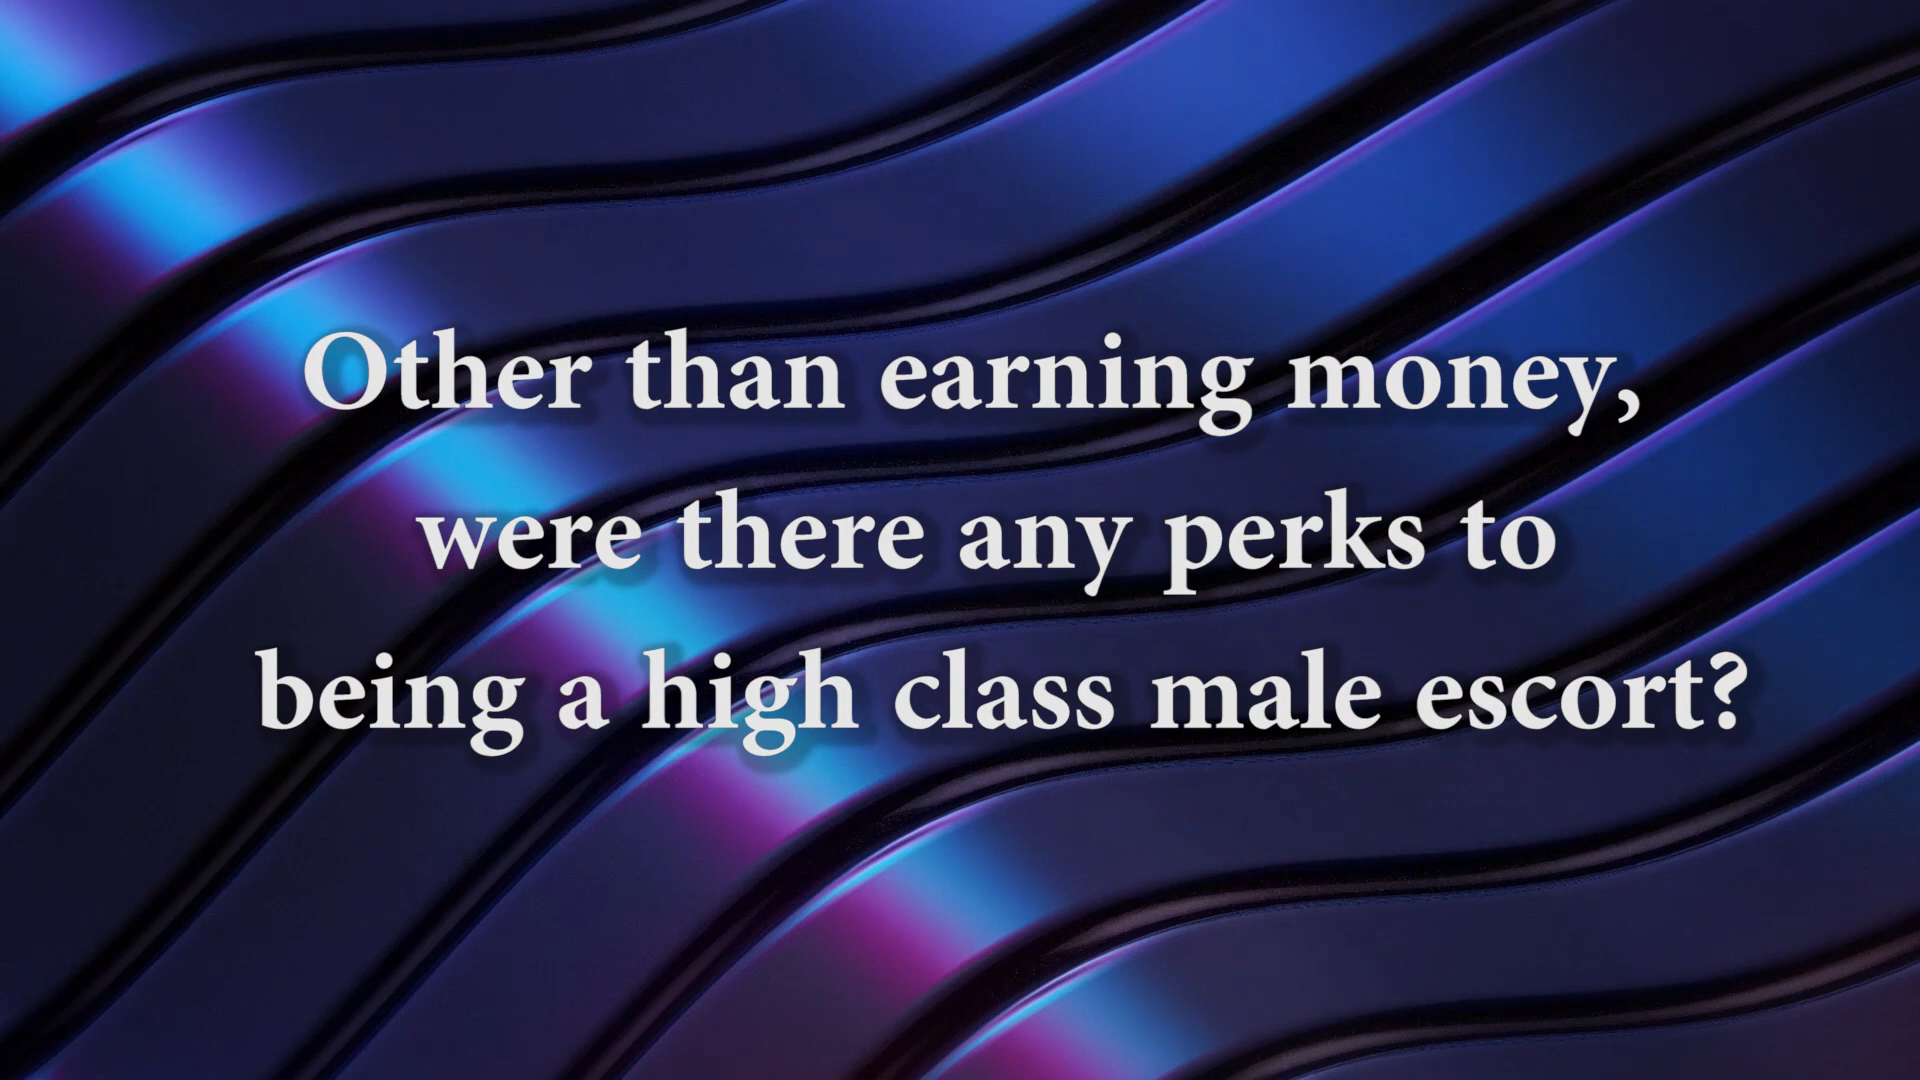 Other than earning money,
were there any perks to
being a high class male escort?